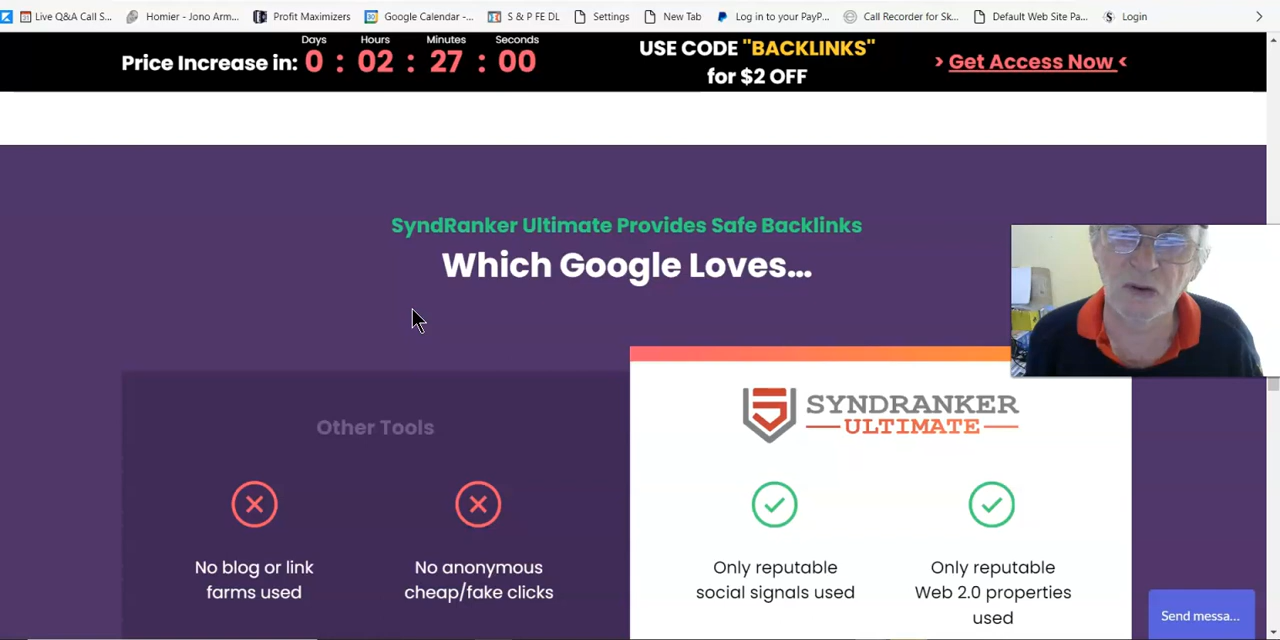 Live Q&A Call S...
Homier - Jono Arm...
Profit Maximizers
Google Calendar -...
S & P FE DL
Settings
New Tab
Log in to your PayP...
Call Recorder for Sk...
Default Web Site Pa...
Login
Days Hours Minutes Seconds
Price Increase in: 0 : 02 : 27 : 00
USE CODE "BACKLINKS"
for $2 OFF
> Get Access Now <
SyndRanker Ultimate Provides Safe Backlinks
Which Google Loves...
Other Tools
No blog or link
farms used
No anonymous
cheap/fake clicks
SYNDRANKER
ULTIMATE
Only reputable
social signals used
Only reputable
Web 2.0 properties
used
Send messa...